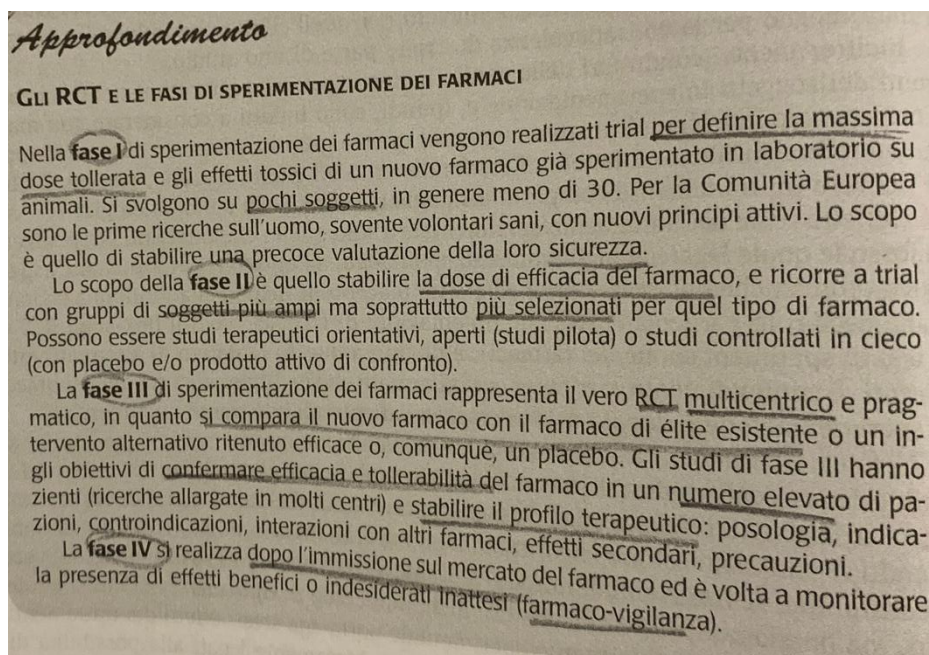 Approfondimento
GLI RCT E LE FASI DI SPERIMENTAZIONE DEI FARMACI
Nella fase I di sperimentazione dei farmaci vengono realizzati trial per definire la massima
dose tollerata e gli effetti tossici di un nuovo farmaco già sperimentato in laboratorio su
animali. Si svolgono su pochi soggetti, in genere meno di 30. Per la Comunità Europea
sono le prime ricerche sull'uomo, sovente volontari sani, con nuovi principi attivi. Lo scopo
è quello di stabilire una precoce valutazione della loro sicurezza.
Lo scopo della fase II è quello stabilire la dose di efficacia del farmaco, e ricorre a trial
con gruppi di soggetti più ampi ma soprattutto più selezionati per quel tipo di farmaco.
Possono essere studi terapeutici orientativi, aperti (studi pilota) o studi controllati in cieco
(con placebo e/o prodotto attivo di confronto).
La fase III di sperimentazione dei farmaci rappresenta il vero RCT multicentrico e prag-
matico, in quanto si compara il nuovo farmaco con il farmaco di élite esistente o un in-
tervento alternativo ritenuto efficace o, comunque, un placebo. Gli studi di fase III hanno
gli obiettivi di confermare efficacia e tollerabilità del farmaco in un numero elevato di pa-
zienti (ricerche allargate in molti centri) e stabilire il profilo terapeutico: posologia, indica-
zioni, controindicazioni, interazioni con altri farmaci, effetti secondari, precauzioni.
La fase IV si realizza dopo l'immissione sul mercato del farmaco ed è volta a monitorare
la presenza di effetti benefici o indesiderati inattesi (farmaco-vigilanza).